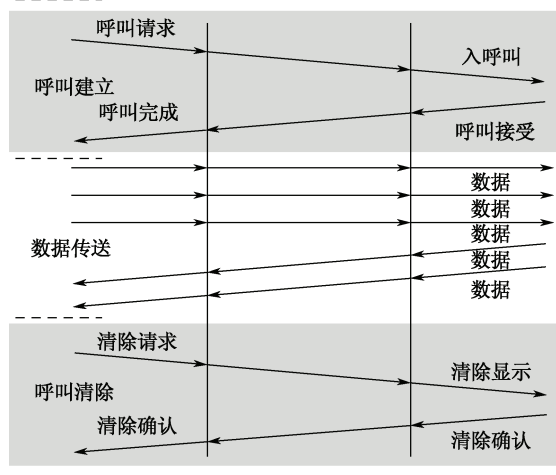 呼叫请求
入呼叫
呼叫建立
呼叫完成
呼叫接受
数据
数据
数据
数据传送
数据
数据
清除请求
清除显示
呼叫清除
清除确认
清除确认